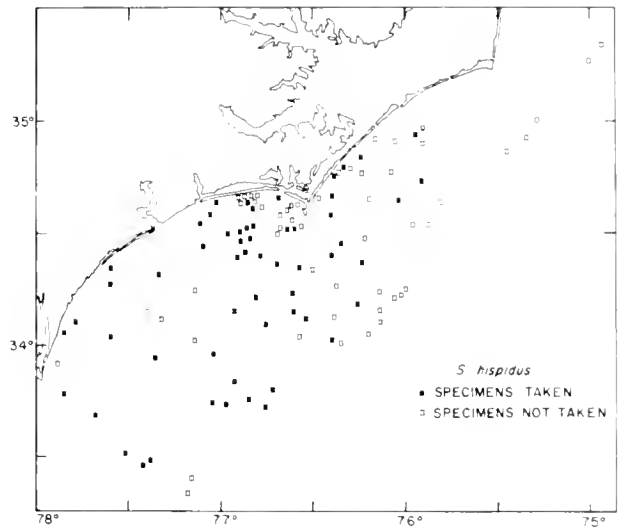 35°
34°
S hispidus
SPECIMENS TAKEN
SPECIMENS NOT TAKEN
78° 77° 76° 75°